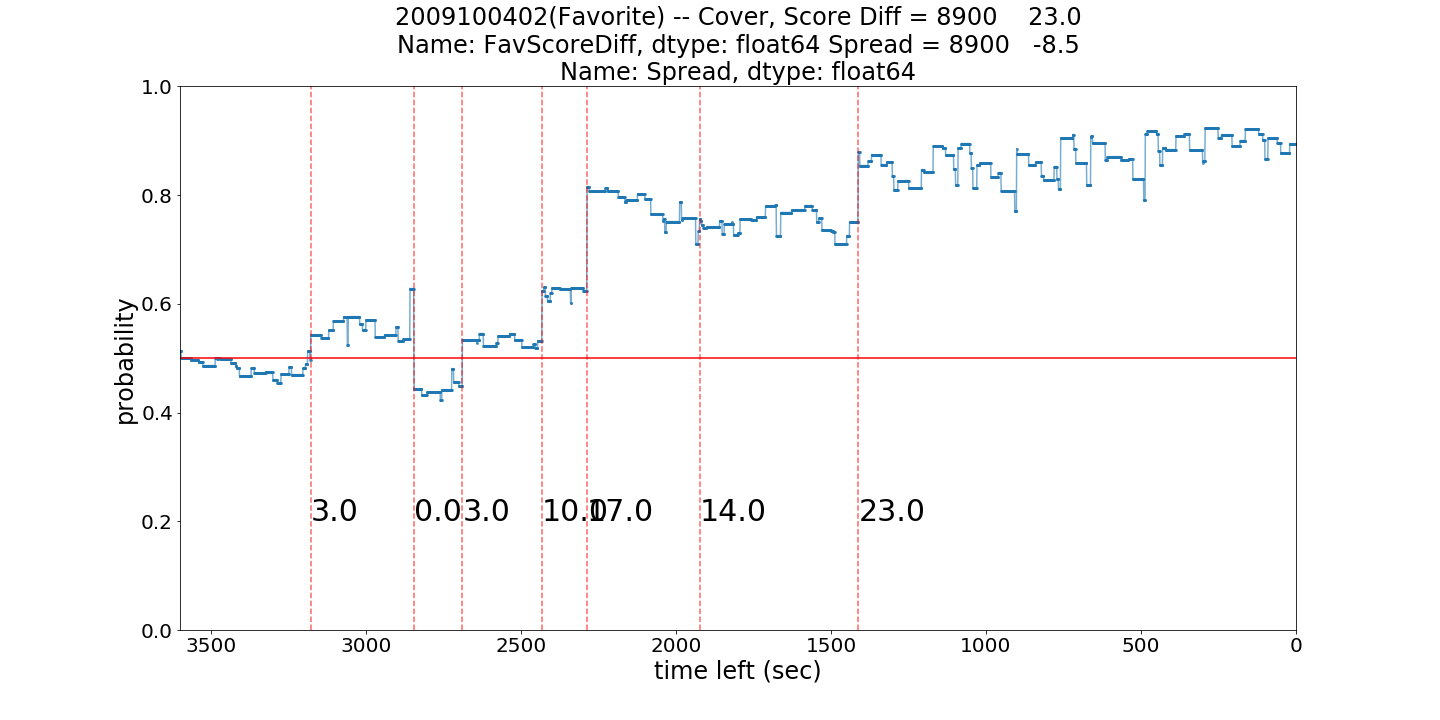 2009100402(Favorite) -- Cover, Score Diff = 8900    23.0
Name: FavScoreDiff, dtype: float64 Spread = 8900   -8.5
Name: Spread, dtype: float64
1.0
0.8
0.6
0.4
0.2
0.0
probability
3.0 0.0 3.0 10.0 17.0 14.0 23.0
3500 3000 2500 2000 1500 1000 500 0
time left (sec)